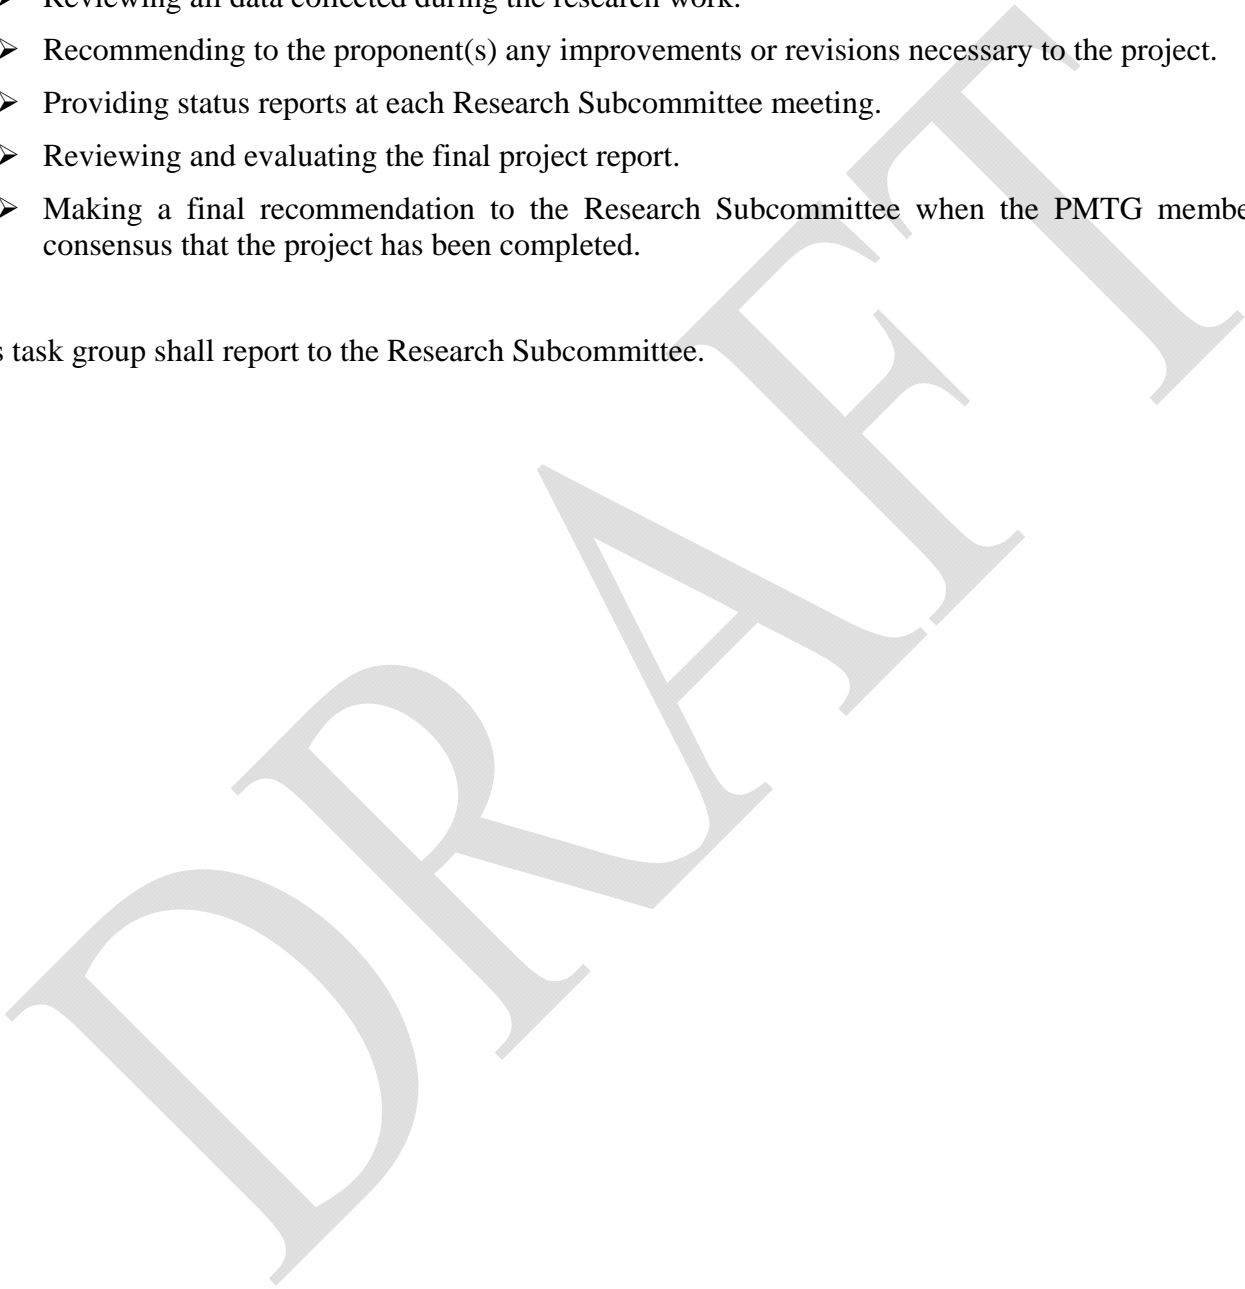 ➢ Reviewing all data collected during the research work.
➢ Recommending to the proponent(s) any improvements or revisions necessary to the project.
➢ Providing status reports at each Research Subcommittee meeting.
➢ Reviewing and evaluating the final project report.
➢ Making a final recommendation to the Research Subcommittee when the PMTG
consensus that the project has been completed.
task group shall report to the Research Subcommittee.
DRAFT